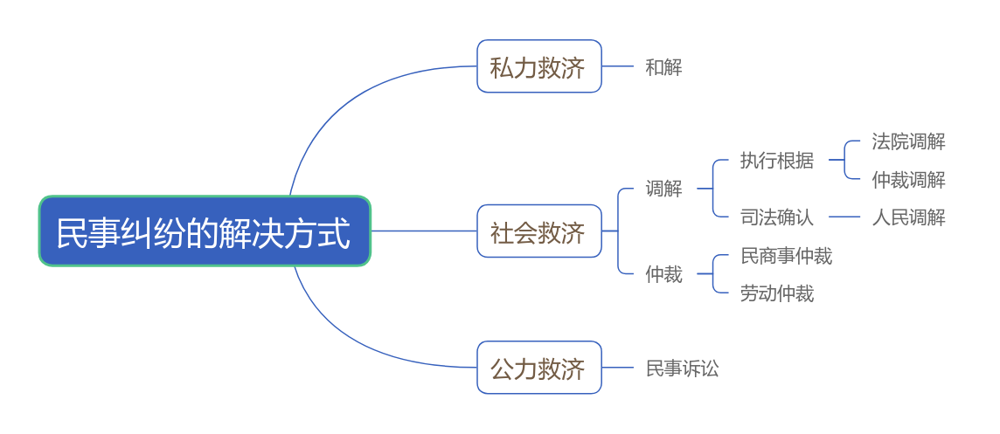 民事纠纷的解决方式
私力救济
和解
社会救济
调解
执行根据
法院调解
仲裁调解
司法确认
人民调解
仲裁
民商事仲裁
劳动仲裁
公力救济
民事诉讼